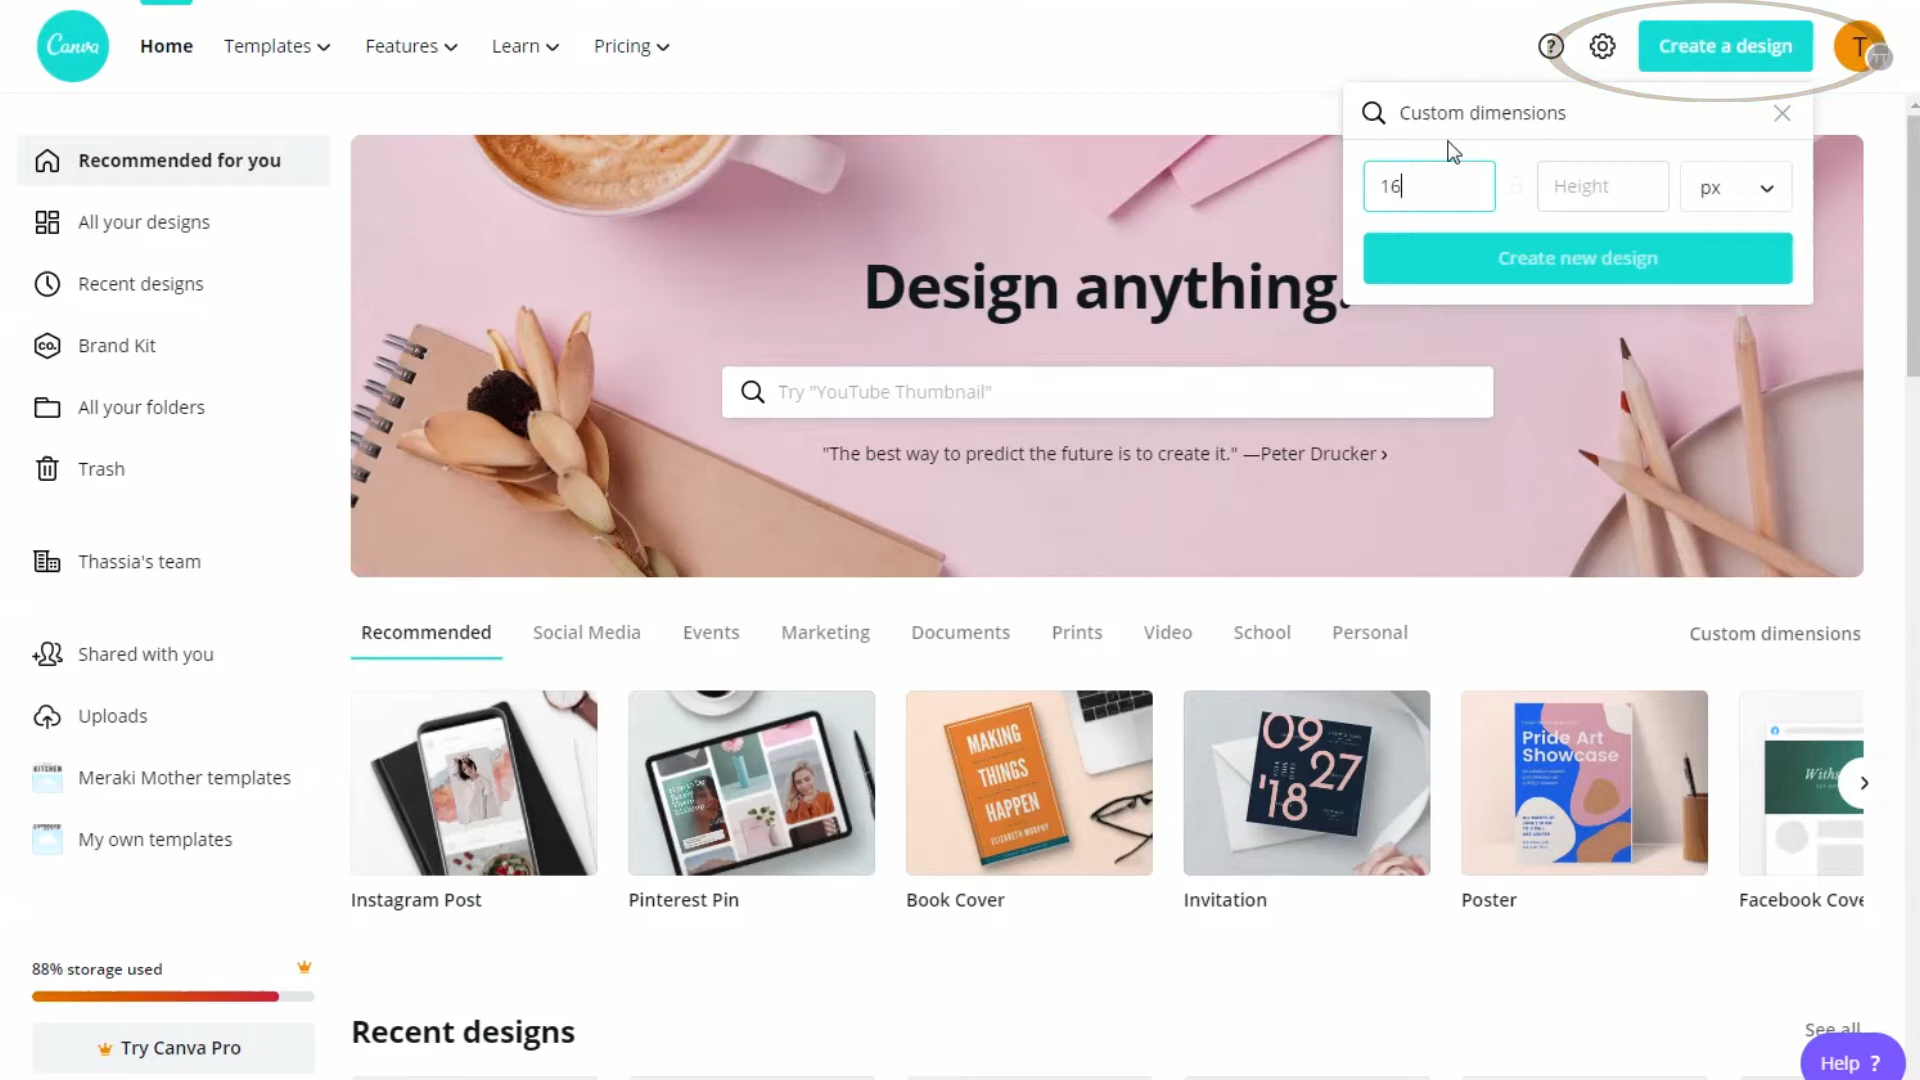 Canva
Home
Templates
Features
Learn
Pricing
?
Create a design
T
Custom dimensions
16
Height
px
Create new design
Recommended for you
All your designs
Recent designs
CO.
Brand Kit
All your folders
Trash
Thassia's team
Shared with you
Uploads
KITCHEN
Meraki Mother templates
My own templates
88% storage used
Try Canva Pro
Design anything.
Try "YouTube Thumbnail"
"The best way to predict the future is to create it." —Peter Drucker ›
Recommended
Social Media
Events
Marketing
Documents
Prints
Video
School
Personal
Custom dimensions
MAKING
THINGS
HAPPEN
ELIZABETH MURPHY
09
27
'18
Pride Art
Showcase
Instagram Post
Pinterest Pin
Book Cover
Invitation
Poster
Facebook Cove
Recent designs
See all
Help ?